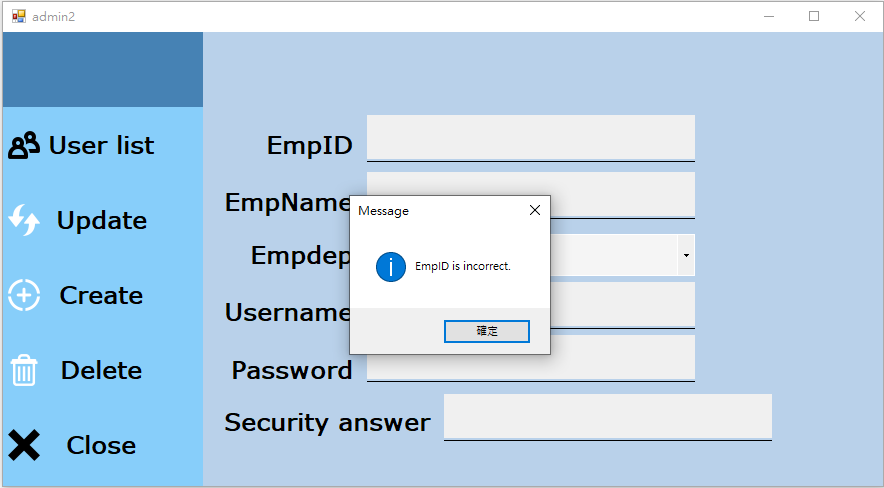 admin2
User list
Update
Create
Delete
Close
EmpID
EmpName
Empdep
Username
Password
Security answer
Message
EmpID is incorrect.
確定